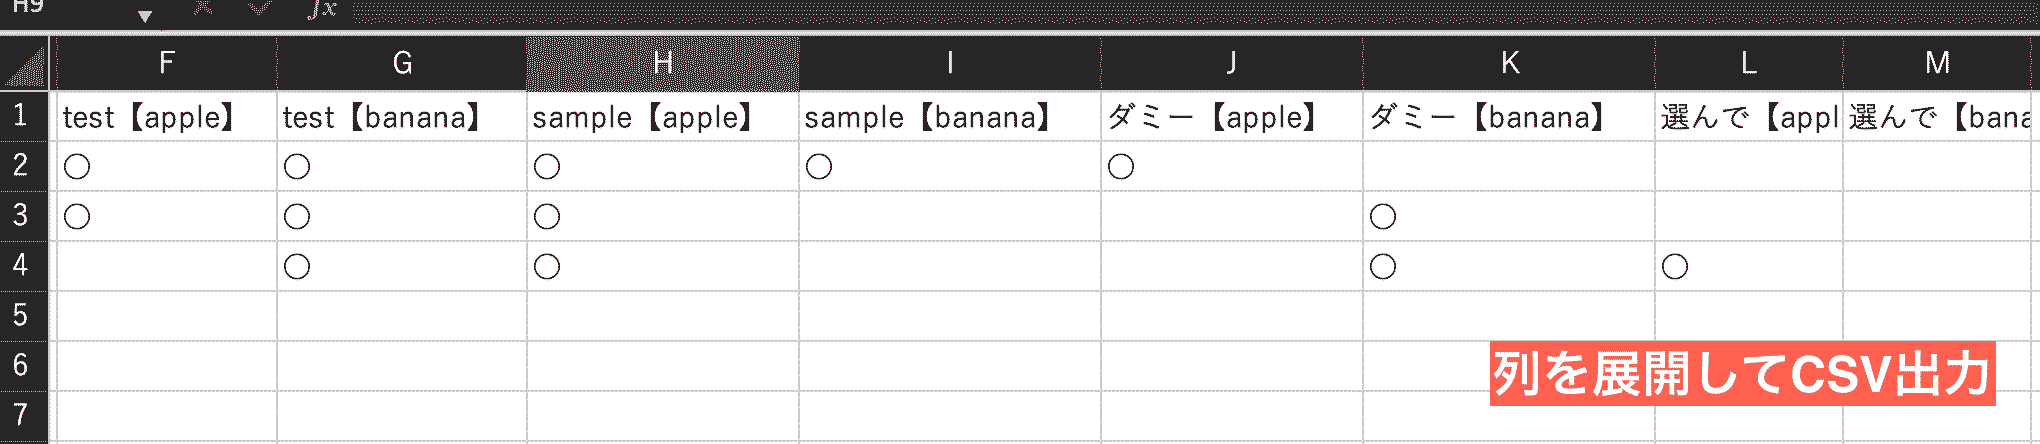 H9 fx
F G H I J K L M
1 test【apple】 test【banana】 sample【apple】 sample【banana】 ダミー【apple】 ダミー【banana】 選んで【appl 選んで【bana
2 〇 〇 〇 〇 〇
3 〇 〇 〇 〇
4 〇 〇 〇 〇
5
6
列を展開してCSV出力
7